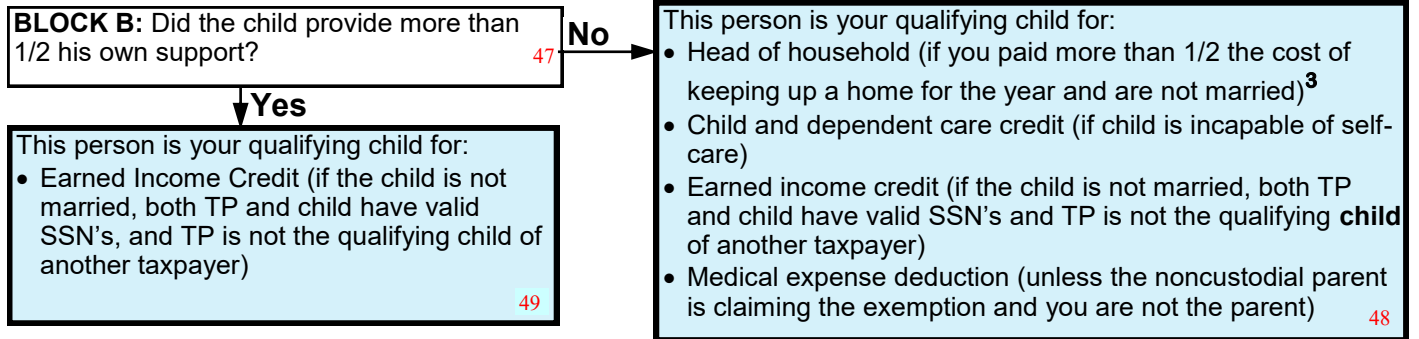 BLOCK B: Did the child provide more than
1/2 his own support?
47
No
Yes
This person is your qualifying child for:
• Earned Income Credit (if the child is not
married, both TP and child have valid
SSN's, and TP is not the qualifying child of
another taxpayer)
49
This person is your qualifying child for:
• Head of household (if you paid more than 1/2 the cost of
keeping up a home for the year and are not married)3
• Child and dependent care credit (if child is incapable of self-
care)
• Earned income credit (if the child is not married, both TP
and child have valid SSN's and TP is not the qualifying child
of another taxpayer)
• Medical expense deduction (unless the noncustodial parent
is claiming the exemption and you are not the parent)
48